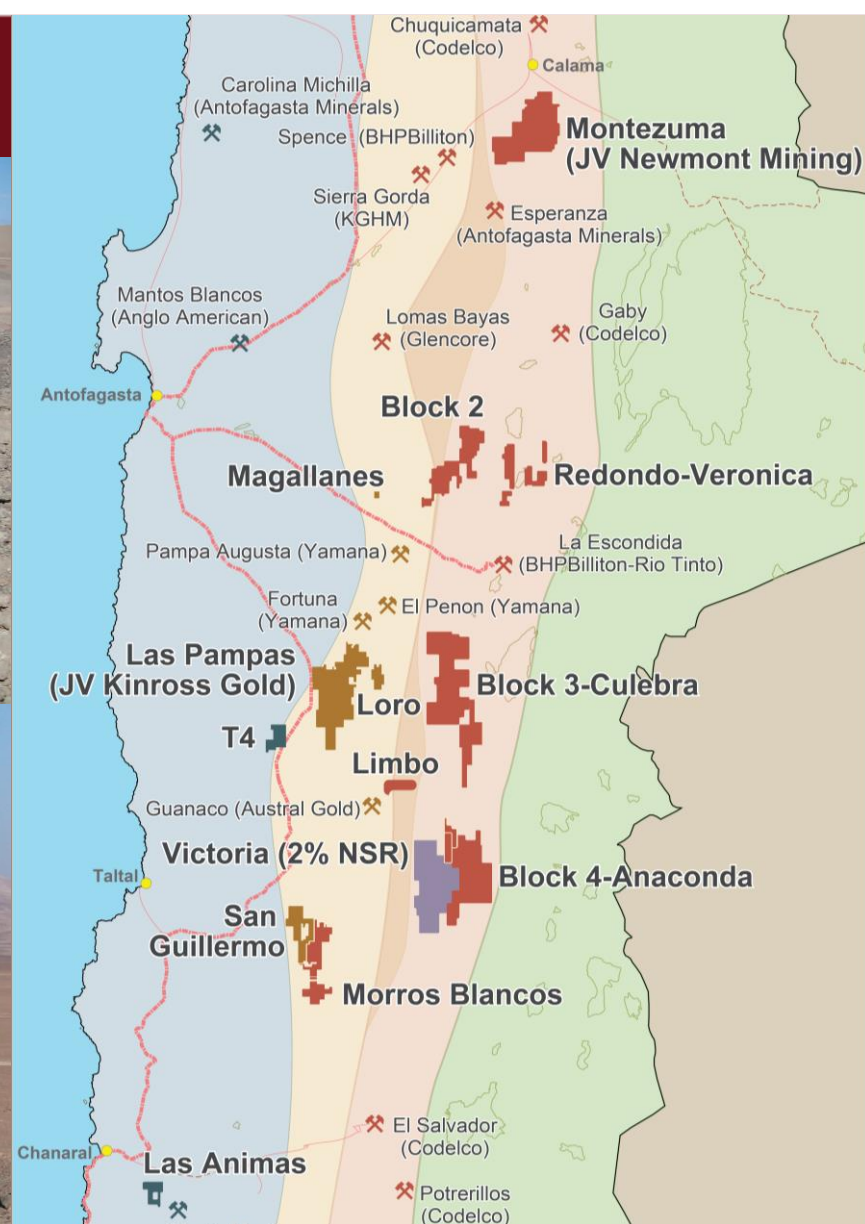 Chuquicamata
(Codelco)
Calama
Carolina Michilla
(Antofagasta Minerals)
Spence (BHPBilliton)
Montezuma
(JV Newmont Mining)
Sierra Gorda
(KGHM)
Esperanza
(Antofagasta Minerals)
Mantos Blancos
(Anglo American)
Lomas Bayas
(Glencore)
Gaby
(Codelco)
Antofagasta
Block 2
Magallanes
Redondo-Veronica
Pampa Augusta (Yamana)
La Escondida
(BHPBilliton-Rio Tinto)
Fortuna
(Yamana)
El Penon (Yamana)
Las Pampas
(JV Kinross Gold)
Loro
Block 3-Culebra
T4
Limbo
Guanaco (Austral Gold)
Victoria (2% NSR)
Taltal
Block 4-Anaconda
San
Guillermo
Morros Blancos
El Salvador
(Codelco)
Chanaral
Las Animas
Potrerillos
(Codelco)